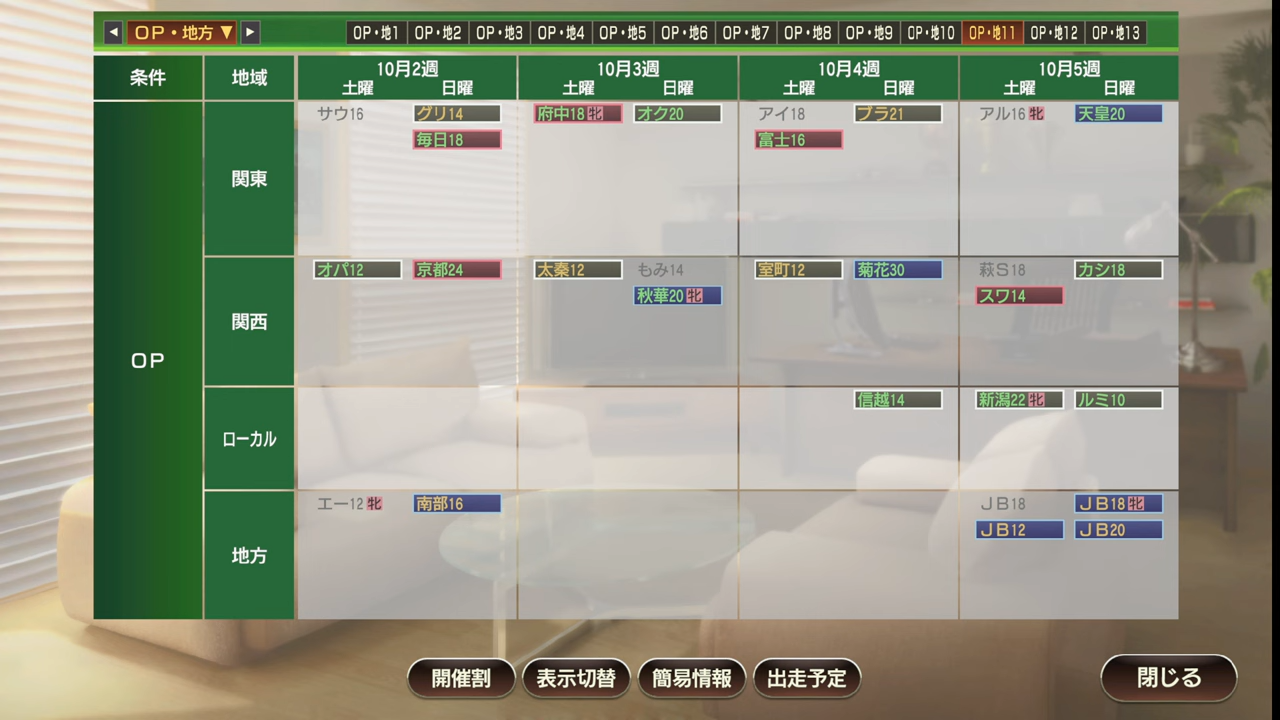 ◀ OP・地方▼ ▶ OP・地1 OP・地2 OP・地3 OP・地4 OP・地5 OP・地6 OP・地7 OP・地8 OP・地9 OP・地10 OP・地11 OP・地12 OP・地13
条件 地域 10月2週 10月3週 10月4週 10月5週
土曜 日曜 土曜 日曜 土曜 日曜 土曜 日曜
サウ16 グリ14 府中18牝 オク20 アイ18 ブラ21 アル16牝 天皇20
毎日18 富士16
関東
オパ12 京都24 太秦12 もみ14 室町12 菊花30 萩S18 カシ18
秋華20牝 スワ14
関西
OP
信越14 新潟22牝 ルミ10
ローカル
エー12牝 南部16 JB18 JB18牝
JB12 JB20
地方
開催割 表示切替 簡易情報 出走予定 閉じる